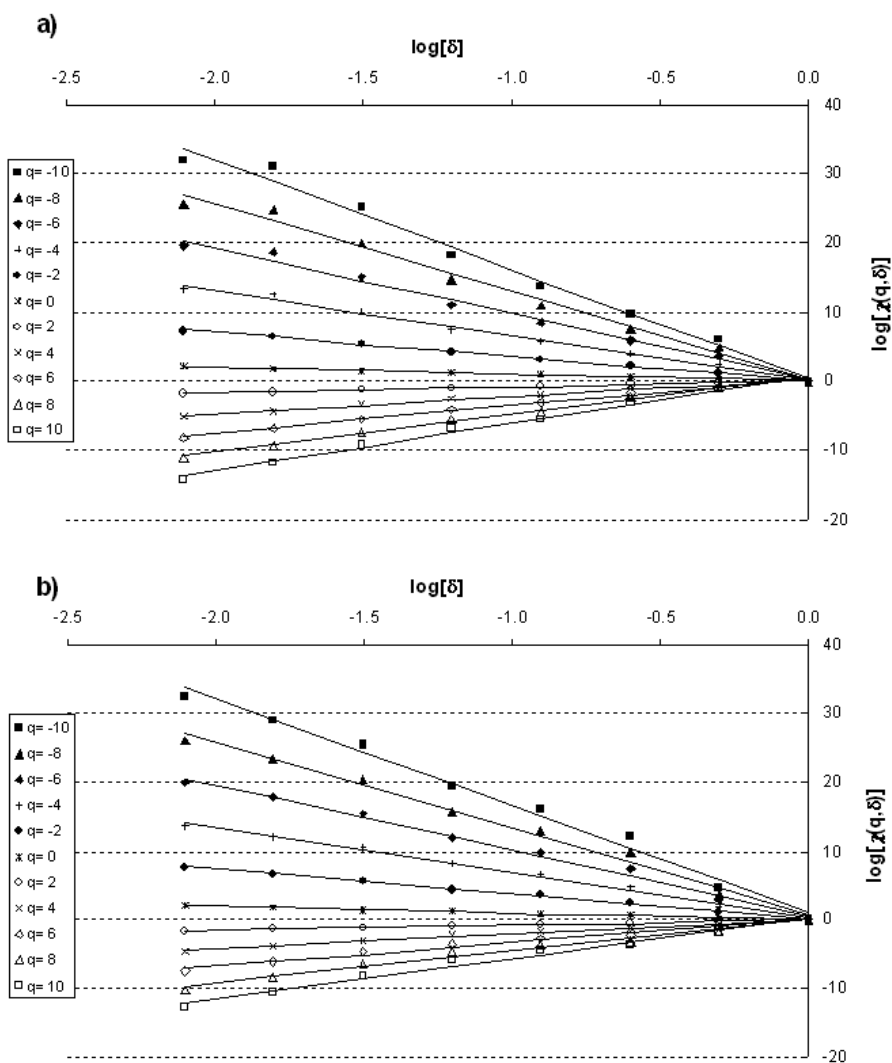 a)
log[δ]
-2.5 -2.0 -1.5 -1.0 -0.5 0.0
40
30
20
10
0
-10
-20
log[χ(q,δ)]
q= -10
q= -8
q= -6
q= -4
q= -2
q= 0
q= 2
q= 4
q= 6
q= 8
q= 10
b)
log[δ]
-2.5 -2.0 -1.5 -1.0 -0.5 0.0
40
30
20
10
0
-10
-20
log[χ(q,δ)]
q= -10
q= -8
q= -6
q= -4
q= -2
q= 0
q= 2
q= 4
q= 6
q= 8
q= 10